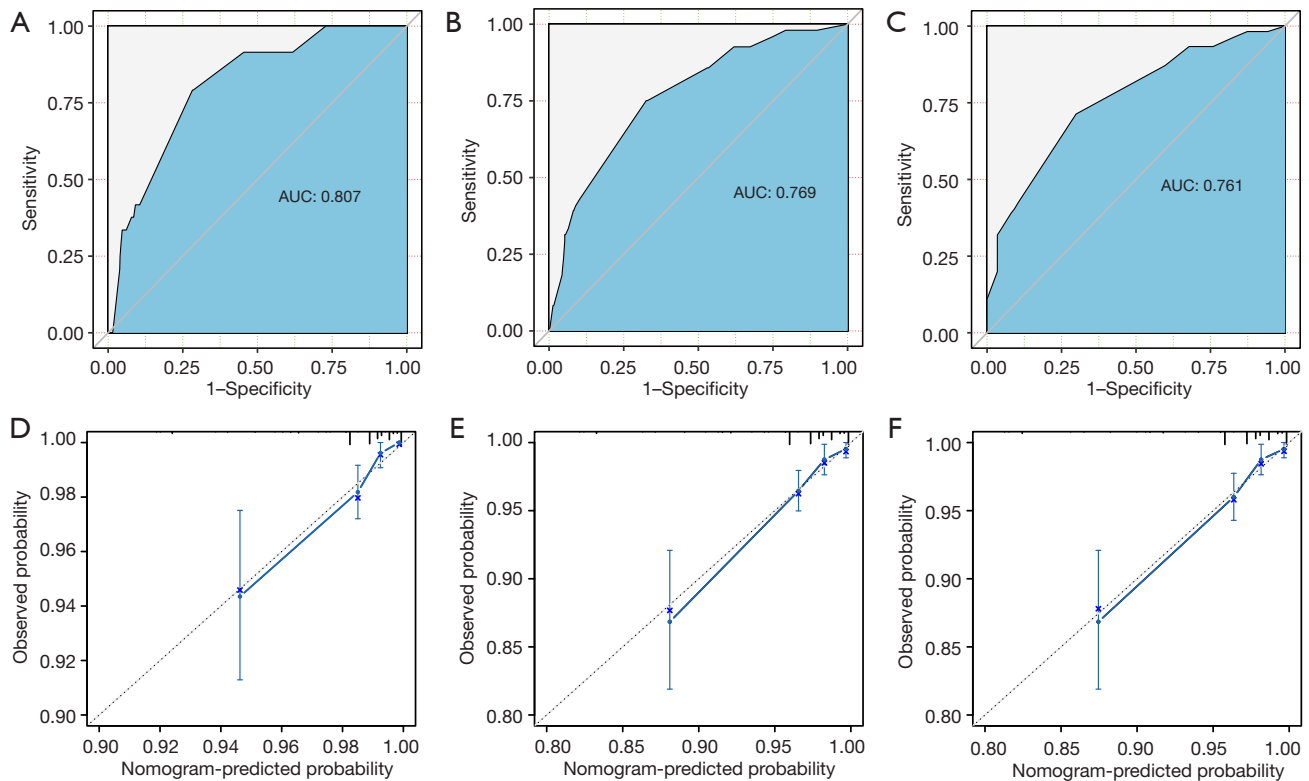 A
1.00
0.75
0.50
0.25
0.00
Sensitivity
AUC: 0.807
0.00 0.25 0.50 0.75 1.00
1–Specificity
B
1.00
0.75
0.50
0.25
0.00
Sensitivity
AUC: 0.769
0.00 0.25 0.50 0.75 1.00
1–Specificity
C
1.00
0.75
0.50
0.25
0.00
Sensitivity
AUC: 0.761
0.00 0.25 0.50 0.75 1.00
1–Specificity
D
1.00
0.98
0.96
0.94
0.92
0.90
Observed probability
0.90 0.92 0.94 0.96 0.98 1.00
Nomogram-predicted probability
E
1.00
0.95
0.90
0.85
0.80
Observed probability
0.80 0.85 0.90 0.95 1.00
Nomogram-predicted probability
F
1.00
0.95
0.90
0.85
0.80
Observed probability
0.80 0.85 0.90 0.95 1.00
Nomogram-predicted probability